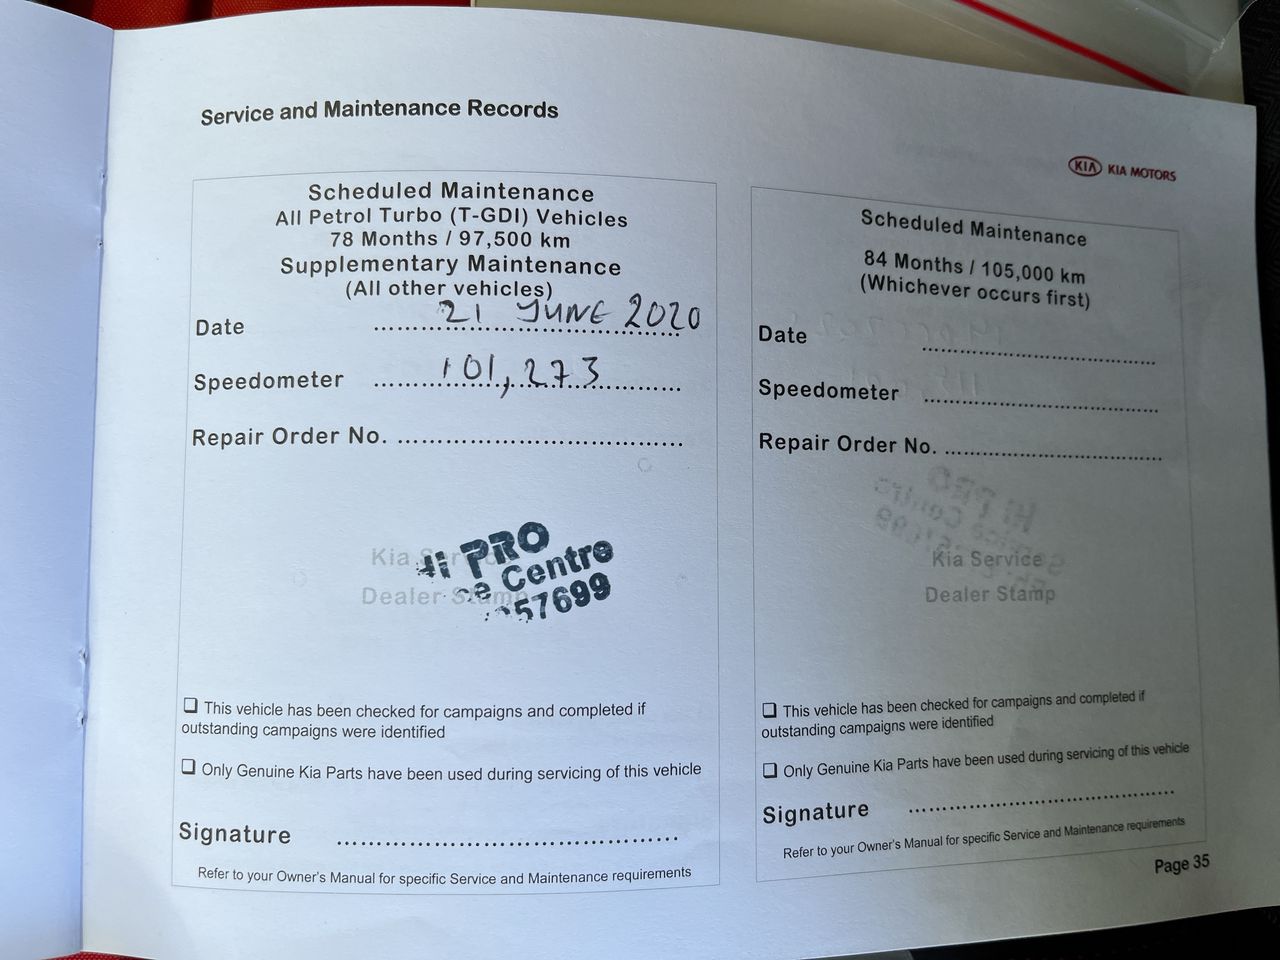 Service and Maintenance Records
KIA KIA MOTORS
Scheduled Maintenance
All Petrol Turbo (T-GDI) Vehicles
78 Months / 97,500 km
Supplementary Maintenance
(All other vehicles)
Date 21 JUNE 2020
Speedometer 101,273
Repair Order No.
Kia
Dealer
PRO
Centre
57699
❑ This vehicle has been checked for campaigns and completed if
outstanding campaigns were identified
❑ Only Genuine Kia Parts have been used during servicing of this vehicle
Signature
Refer to your Owner's Manual for specific Service and Maintenance requirements
Scheduled Maintenance
84 Months / 105,000 km
(Whichever occurs first)
Date
Speedometer
Repair Order No.
Kia Service
Dealer Stamp
❑ This vehicle has been checked for campaigns and completed if
outstanding campaigns were identified
❑ Only Genuine Kia Parts have been used during servicing of this vehicle
Signature
Refer to your Owner's Manual for specific Service and Maintenance requirements
Page 35